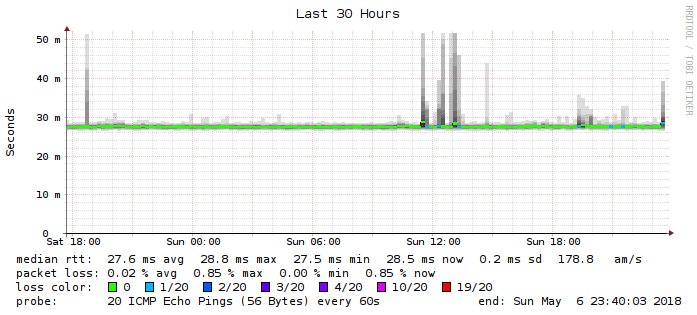 Last 30 Hours
RRDTOOL / TOBI OETIKER
Seconds
50 m
40 m
30 m
20 m
10 m
0
Sat 18:00 Sun 00:00 Sun 06:00 Sun 12:00 Sun 18:00
median rtt: 27.6 ms avg 28.8 ms max 27.5 ms min 28.5 ms now 0.2 ms sd 178.8 am/s
packet loss: 0.02 % avg 0.85 % max 0.00 % min 0.85 % now
loss color: 0 1/20 2/20 3/20 4/20 10/20 19/20
probe: 20 ICMP Echo Pings (56 Bytes) every 60s end: Sun May 6 23:40:03 2018